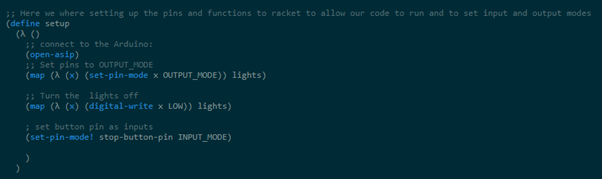 ;; Here we where setting up the pins and functions to racket to allow our code to run and to set input and output modes
(define setup
(λ ()
;; connect to the Arduino:
(open-asip)
;; Set pins to OUTPUT_MODE
(map (λ (x) (set-pin-mode x OUTPUT_MODE)) lights)
;; Turn the  lights off
(map (λ (x) (digital-write x LOW)) lights)
; set button pin as inputs
(set-pin-mode! stop-button-pin INPUT_MODE)
)
)